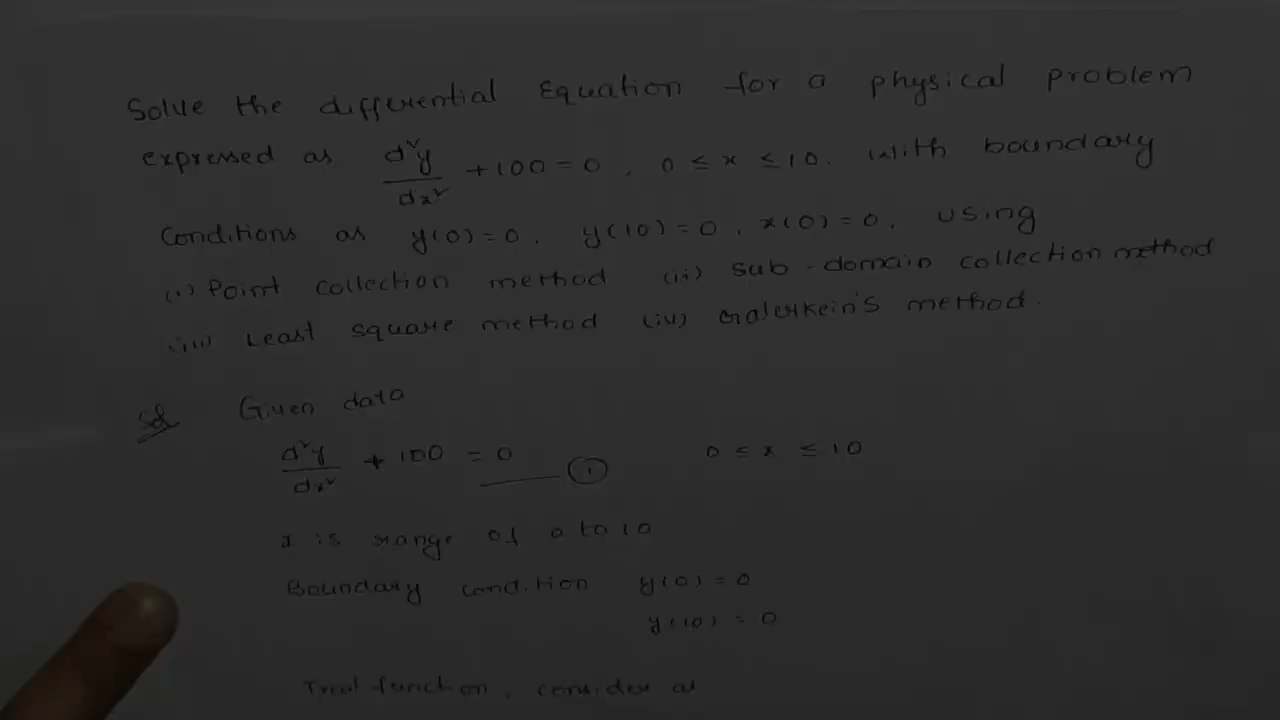 Solve the differential Equation for a physical problem
expressed as d²y/dx² +100=0, 0 ≤ x ≤ 10. With boundary
Conditions as y(0)=0, y(10)=0, x(0)=0, using
(i) Point collection method (ii) sub-domain collection method
(iii) Least square method (iv) Galerkein's method.
Sol Given data
d²y/dx² + 100 = 0 ——— ① 0 ≤ x ≤ 10
x is range of 0 to 10
Boundary condition y(0) = 0
y(10) = 0
Trial function, consider as